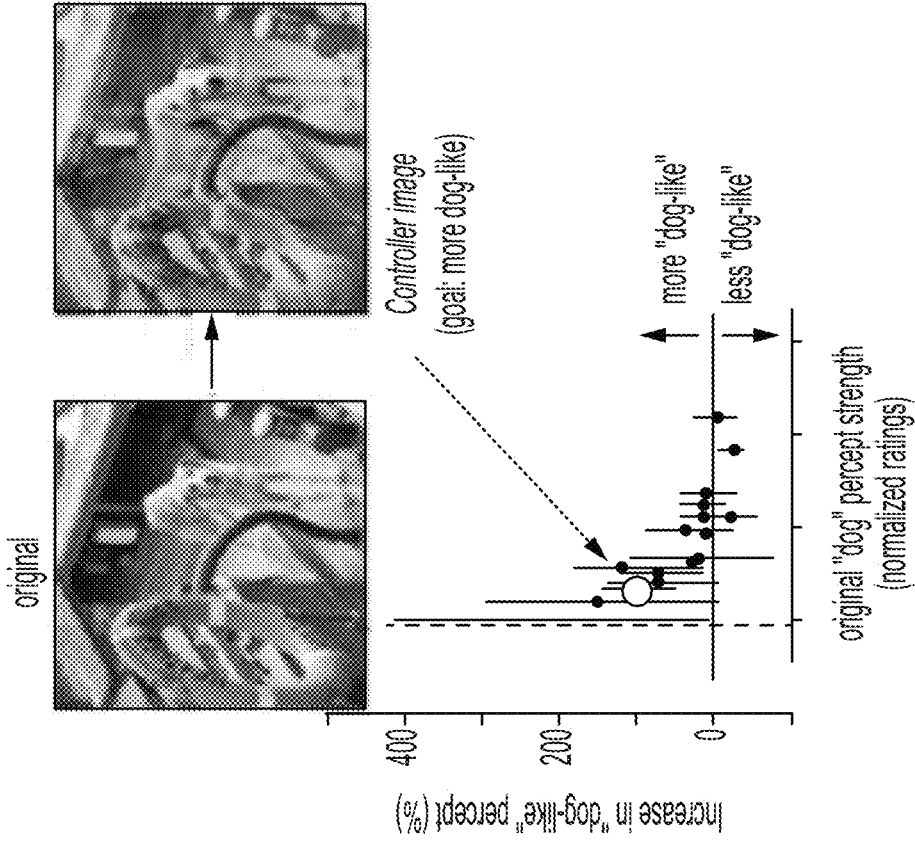 original
Controller image
(goal: more dog-like)
more "dog-like"
less "dog-like"
400
200
0
Increase in "dog-like" percept (%)
original "dog" percept strength
(normalized ratings)